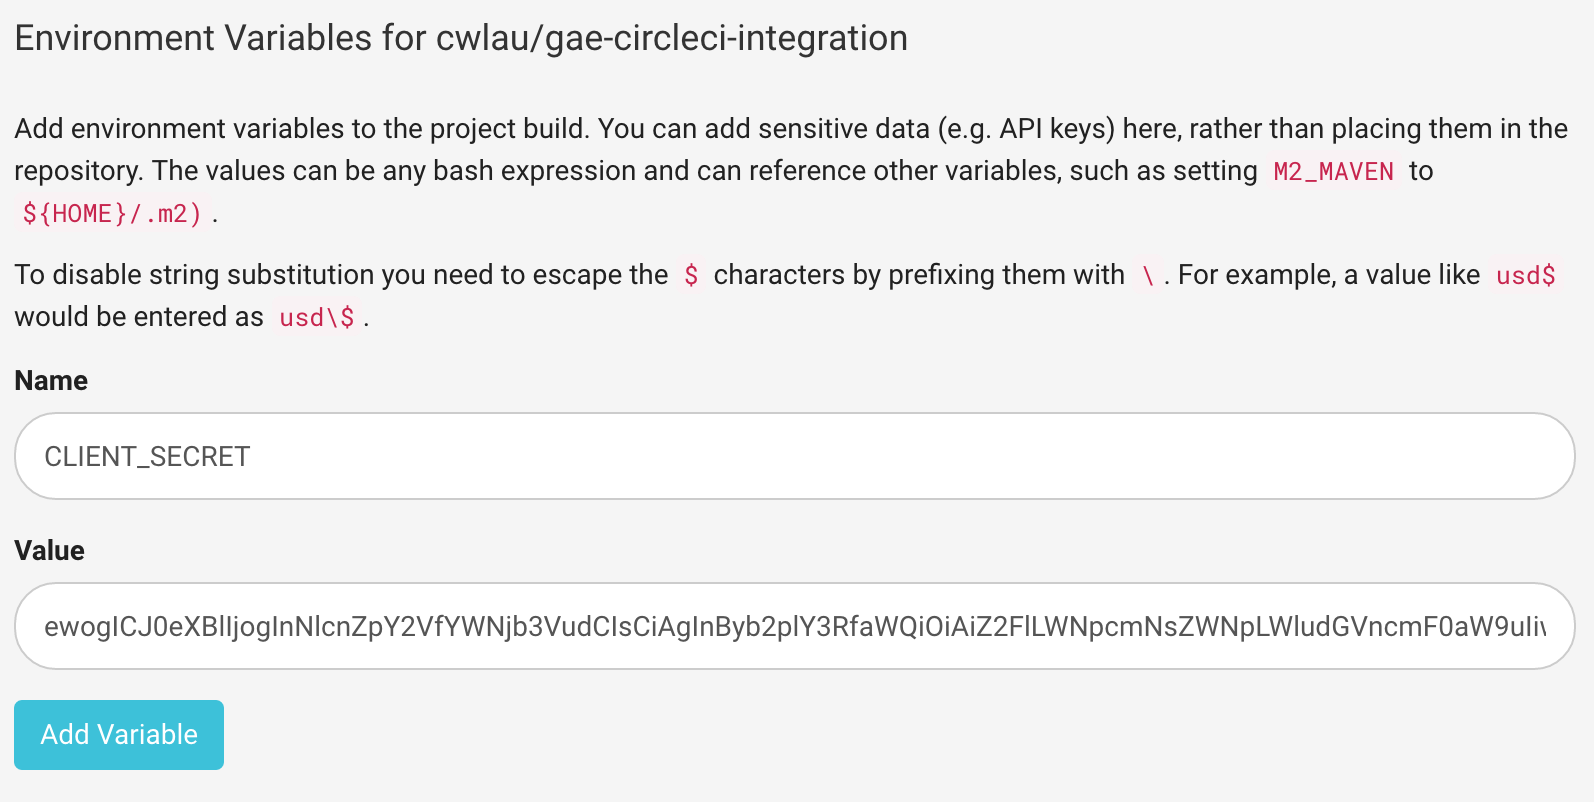 Environment Variables for cwlau/gae-circleci-integration
Add environment variables to the project build. You can add sensitive data (e.g. API keys) here, rather than placing them in the
repository. The values can be any bash expression and can reference other variables, such as setting M2_MAVEN to
${HOME}/.m2) .
To disable string substitution you need to escape the $ characters by prefixing them with \ . For example, a value like usd$
would be entered as usd\$ .
Name
CLIENT_SECRET
Value
ewogICJ0eXBlIjogInNlcnZpY2VfYWNjb3VudCIsCiAgInByb2plY3RfaWQiOiAiZ2FlLWNpcmNsZWNpLWludGVncmF0aW9uIiw
Add Variable